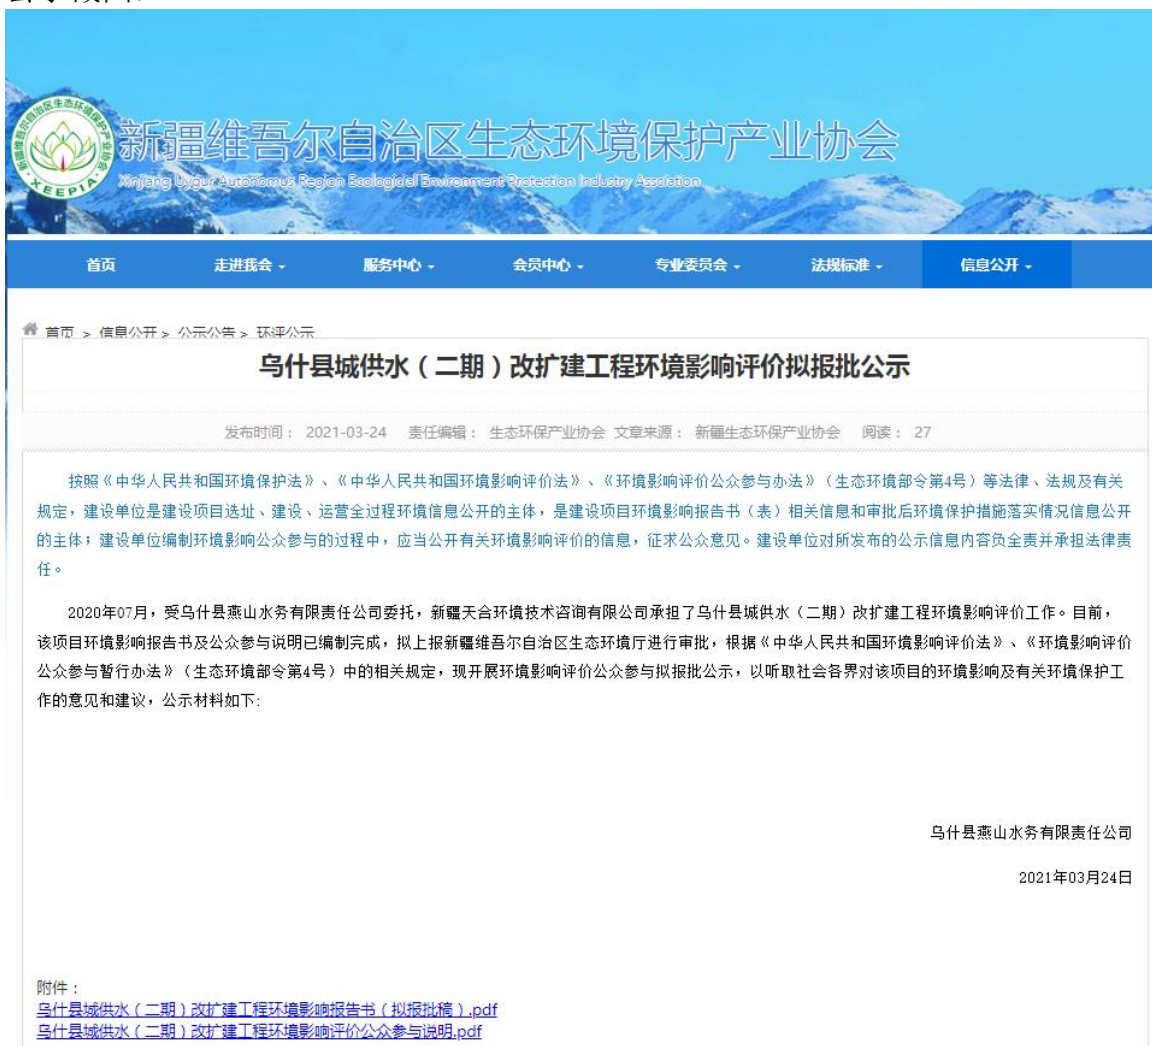 新疆维吾尔自治区生态环境保护产业协会
XEEPIA
Xinjiang Uygur Autonomous Region Ecologicial Environment Protection Industry Assciation
首页 走进我会 服务中心 会员中心 专业委员会 法规标准 信息公开
首页 > 信息公开 > 公示公告 > 环评公示
乌什县城供水（二期）改扩建工程环境影响评价拟报批公示
发布时间： 2021-03-24 责任编辑： 生态环保产业协会 文章来源： 新疆生态环保产业协会 阅读： 27
按照《中华人民共和国环境保护法》、《中华人民共和国环境影响评价法》、《环境影响评价公众参与办法》（生态环境部令第4号）等法律、法规及有关
规定，建设单位是建设项目选址、建设、运营全过程环境信息公开的主体，是建设项目环境影响报告书（表）相关信息和审批后环境保护措施落实情况信息公开
的主体；建设单位编制环境影响公众参与的过程中，应当公开有关环境影响评价的信息，征求公众意见。建设单位对所发布的公示信息内容负全责并承担法律责
任。
2020年07月，受乌什县燕山水务有限责任公司委托，新疆天合环境技术咨询有限公司承担了乌什县城供水（二期）改扩建工程环境影响评价工作。目前，
该项目环境影响报告书及公众参与说明已编制完成，拟上报新疆维吾尔自治区生态环境厅进行审批，根据《中华人民共和国环境影响评价法》、《环境影响评价
公众参与暂行办法》（生态环境部令第4号）中的相关规定，现开展环境影响评价公众参与拟报批公示，以听取社会各界对该项目的环境影响及有关环境保护工
作的意见和建议，公示材料如下:
乌什县燕山水务有限责任公司
2021年03月24日
附件：
乌什县城供水（二期）改扩建工程环境影响报告书（拟报批稿）.pdf
乌什县城供水（二期）改扩建工程环境影响评价公众参与说明.pdf